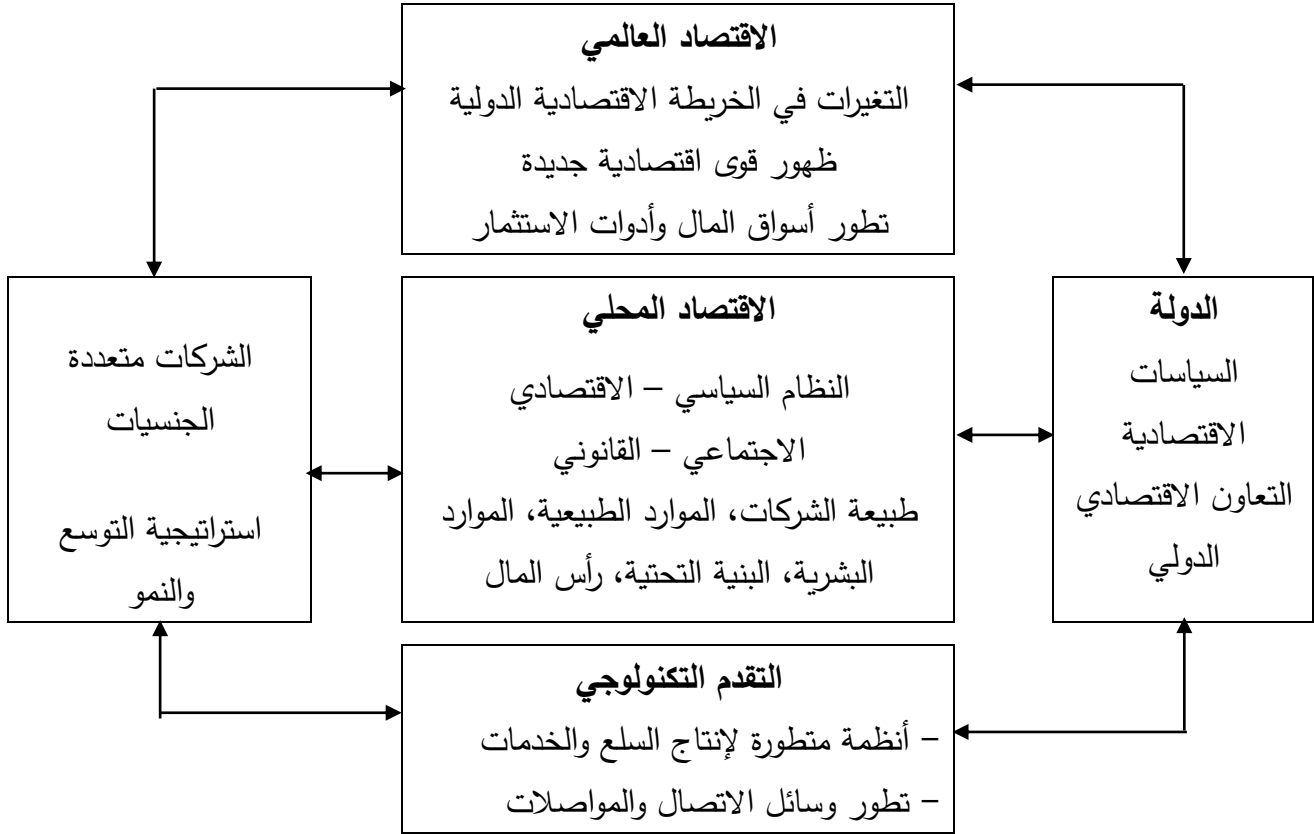 الاقتصاد العالمي
التغيرات في الخريطة الاقتصادية الدولية
ظهور قوى اقتصادية جديدة
تطور أسواق المال وأدوات الاستثمار
الدولة
السياسات
الاقتصادية
التعاون الاقتصادي
الدولي
الاقتصاد المحلي
النظام السياسي – الاقتصادي
الاجتماعي – القانوني
طبيعة الشركات، الموارد الطبيعية، الموارد
البشرية، البنية التحتية، رأس المال
الشركات متعددة
الجنسيات
استراتيجية التوسع
والنمو
التقدم التكنولوجي
– أنظمة متطورة لإنتاج السلع والخدمات
– تطور وسائل الاتصال والمواصلات